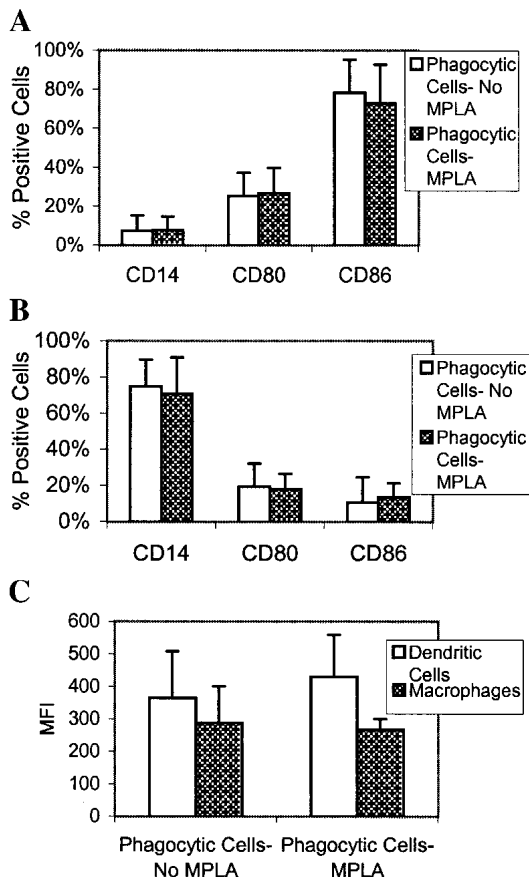 A
100%
80%
60%
40%
20%
0%
% Positive Cells
CD14
CD80
CD86
Phagocytic
Cells- No
MPLA
Phagocytic
Cells-
MPLA
B
100%
80%
60%
40%
20%
0%
% Positive Cells
CD14
CD80
CD86
Phagocytic
Cells- No
MPLA
Phagocytic
Cells-
MPLA
C
600
500
400
300
200
100
0
MFI
Phagocytic Cells-
No MPLA
Phagocytic Cells-
MPLA
Dendritic
Cells
Macrophages